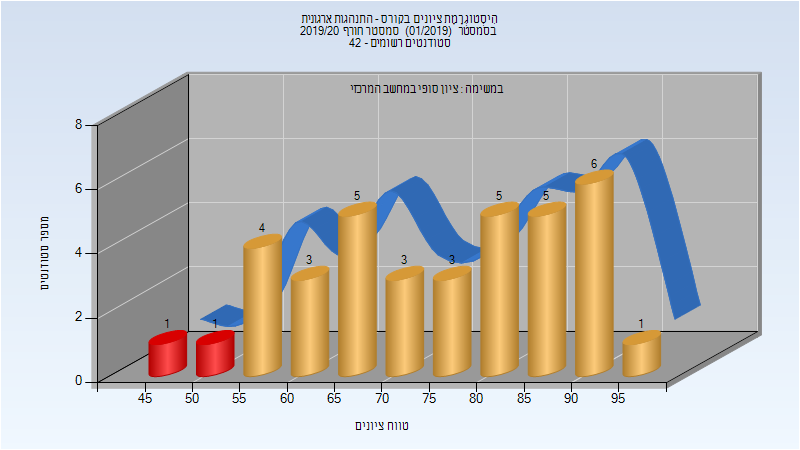 היסטוגרמת ציונים בקורס - התנהגות ארגונית
בסמסטר (01/2019) סמסטר חורף 2019/20
סטודנטים רשומים - 42
במשימה : ציון סופי במחשב המרכזי
מספר סטודנטים
8
6
4
2
0
1
1
4
3
5
3
3
5
5
6
1
45 50 55 60 65 70 75 80 85 90 95
טווח ציונים